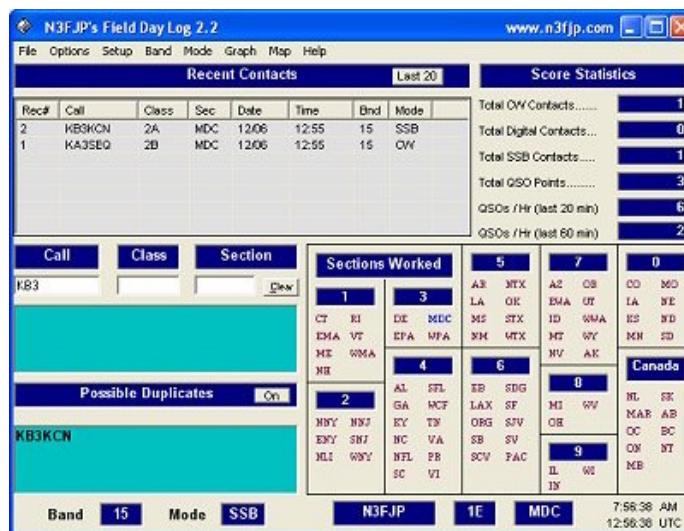 N3FJP's Field Day Log 2.2 www.n3fjp.com
File Options Setup Band Mode Graph Map Help
Recent Contacts Last 20 Score Statistics
Rec# Call Class Sec Date Time Bnd Mode
2 KB3KCN 2A MDC 12/06 12:55 15 SSB
1 KA3SEQ 2B MDC 12/06 12:55 15 CW
Total CW Contacts...... 1
Total Digital Contacts... 0
Total SSB Contacts..... 1
Total QSO Points......... 3
QSOs / Hr (last 20 min) 6
QSOs / Hr (last 60 min) 2
Call Class Section
KB3 Clear
Possible Duplicates On
KB3KCN
Sections Worked
1
CT RI
EMA VT
ME WMA
NH
2
NNY NNJ
ENY SNJ
NLI WNY
3
DE MDC
EPA WPA
4
AL SFL
GA WCF
KY TN
NC VA
NFL PR
SC VI
5
AR NTX
LA OK
MS STX
NM WTX
6
EB SDG
LAX SF
ORG SJV
SB SV
SCV PAC
7
AZ OR
EWA UT
ID WWA
MT WY
NV AK
8
MI WV
OH
9
IL WI
IN
0
CO MO
IA NE
KS ND
MN SD
Canada
NL SK
MAR AB
QC BC
ON NT
MB
Band 15 Mode SSB N3FJP 1E MDC
7:56:38 AM
12:56:38 UTC